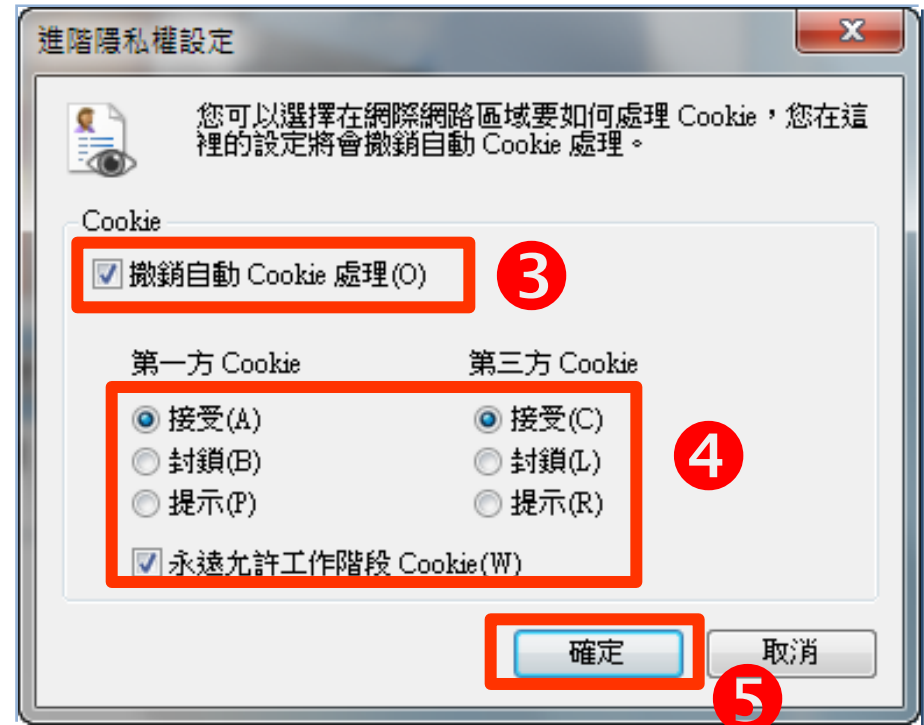 進階隱私權設定
您可以選擇在網際網路區域要如何處理 Cookie，您在這
裡的設定將會撤銷自動 Cookie 處理。
Cookie
撤銷自動 Cookie 處理(O)
3
第一方 Cookie 第三方 Cookie
接受(A) 接受(C)
封鎖(B) 封鎖(L)
4
提示(P) 提示(R)
永遠允許工作階段 Cookie(W)
確定 取消
5